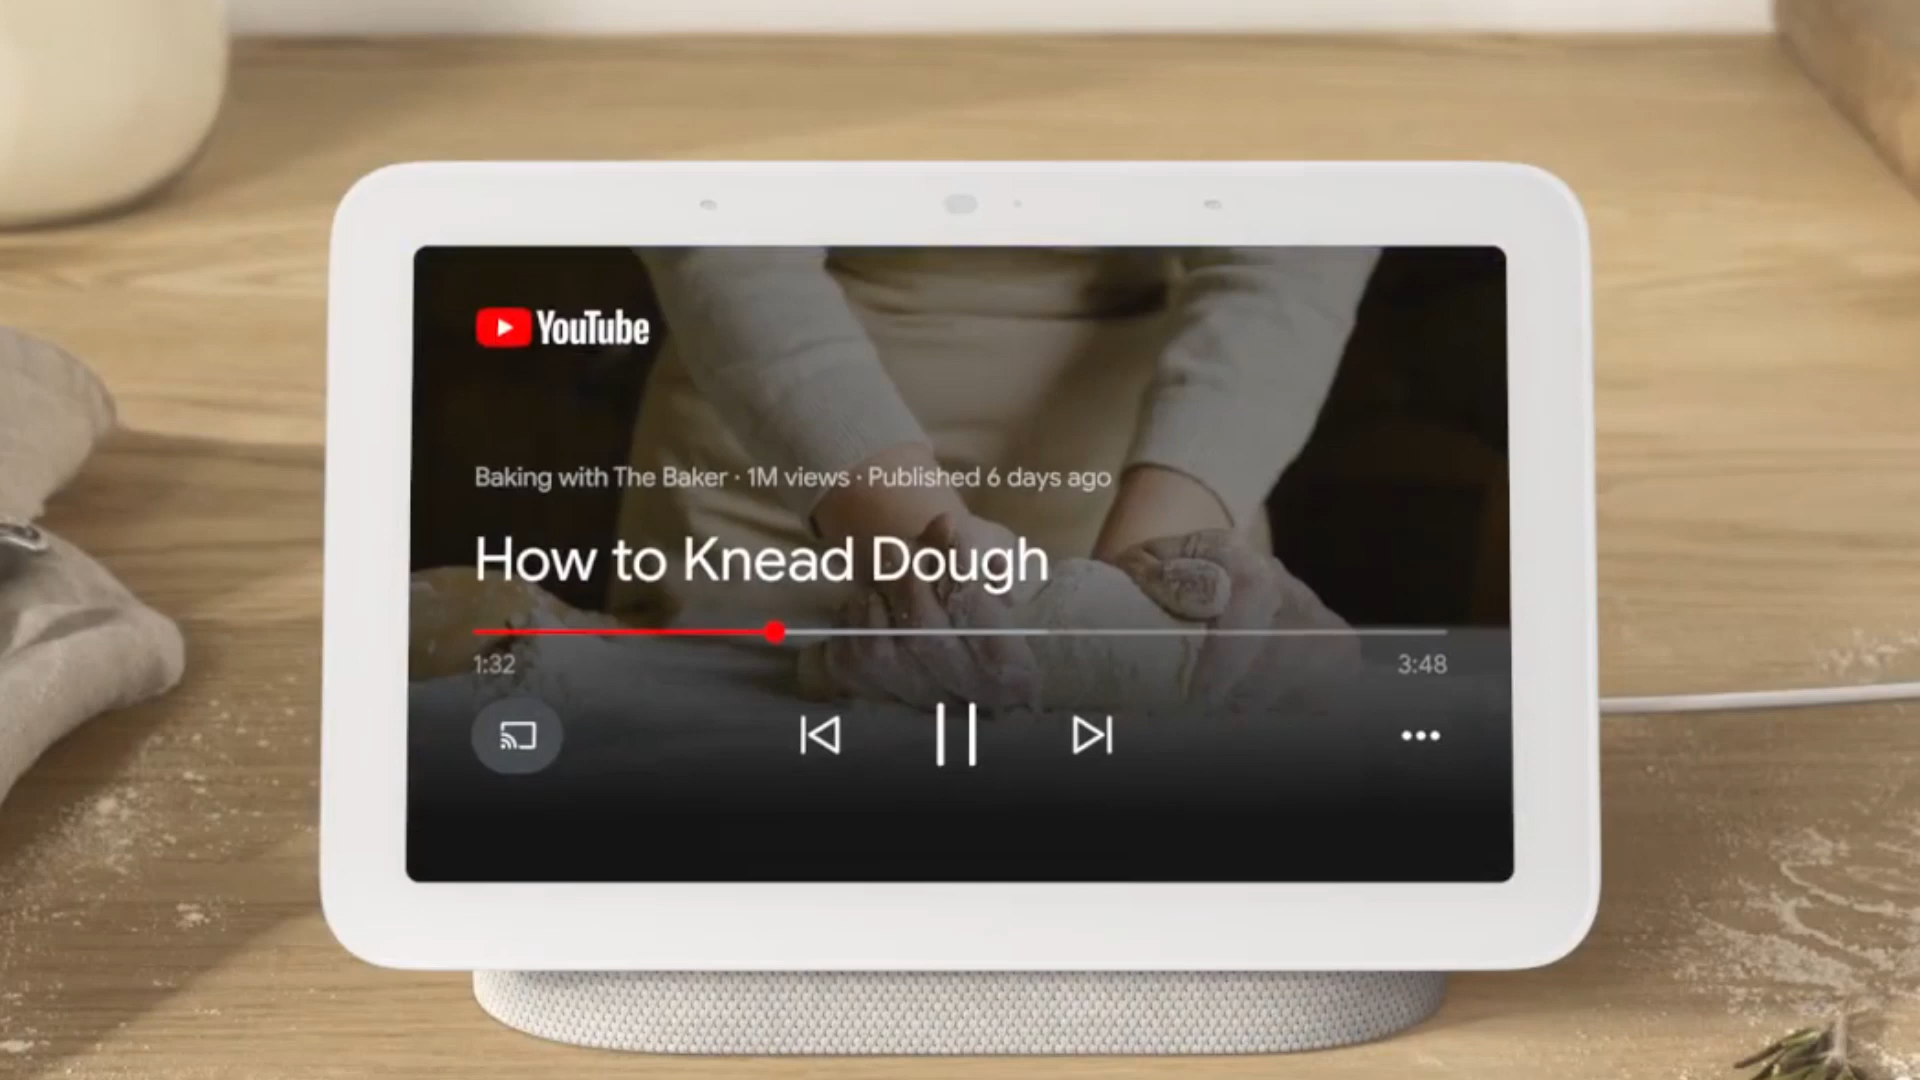 YouTube
Baking with The Baker · 1M views · Published 6 days ago
How to Knead Dough
1:32
3:48